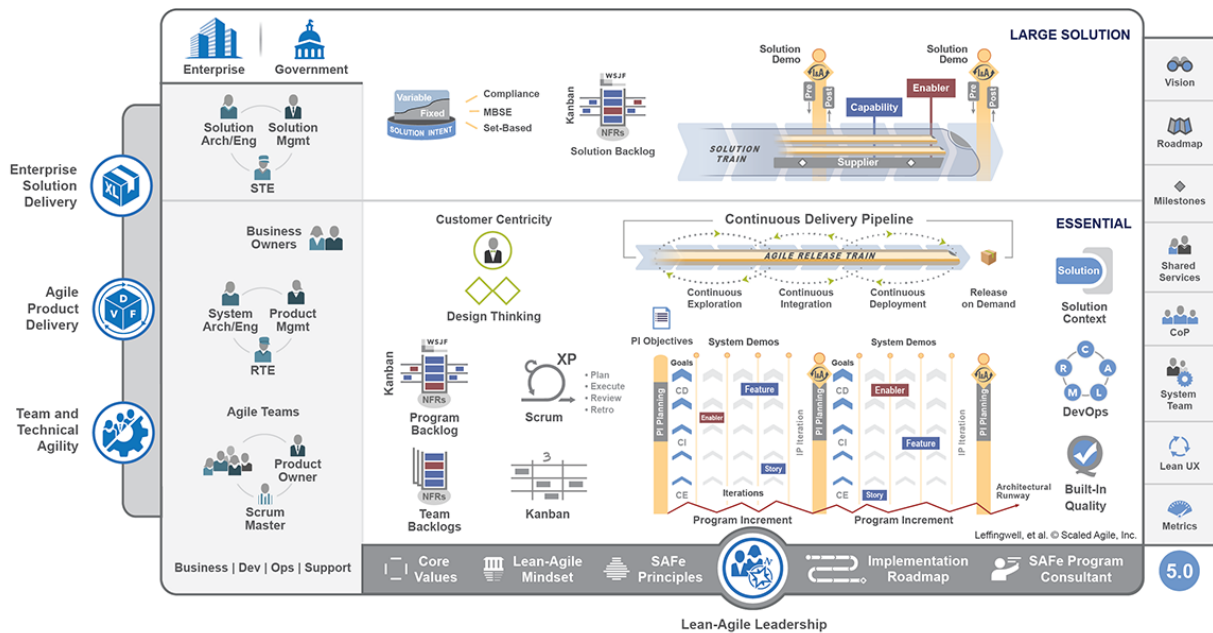 Enterprise
Government
LARGE SOLUTION
Solution
Arch/Eng
Solution
Mgmt
STE
Variable
Fixed
SOLUTION INTENT
Compliance
MBSE
Set-Based
Kanban
WSJF
NFRs
Solution Backlog
Solution
Demo
Solution
Demo
I&A
I&A
Pre
Post
Pre
Post
Capability
Enabler
SOLUTION
TRAIN
Supplier
Enterprise
Solution
Delivery
XL
Agile
Product
Delivery
D
V
F
Team and
Technical
Agility
Business
Owners
System
Arch/Eng
Product
Mgmt
RTE
Agile Teams
Product
Owner
Scrum
Master
Business | Dev | Ops | Support
ESSENTIAL
Customer Centricity
Design Thinking
Continuous Delivery Pipeline
AGILE RELEASE TRAIN
Continuous
Exploration
Continuous
Integration
Continuous
Deployment
Release
on Demand
Kanban
WSJF
NFRs
Program
Backlog
XP
• Plan
• Execute
• Review
• Retro
Scrum
NFRs
Team
Backlogs
3
Kanban
PI Objectives
System Demos
System Demos
PI Planning
Goals
CD
CI
CE
Enabler
Feature
Story
Iterations
IP Iteration
I&A
PI Planning
Goals
CD
CI
CE
Enabler
Feature
Story
IP Iteration
I&A
PI Planning
Architectural
Runway
Program Increment
Program Increment
Solution
Solution
Context
C
R
A
M
L
DevOps
Built-In
Quality
Leffingwell, et al. © Scaled Agile, Inc.
Core
Values
Lean-Agile
Mindset
SAFe
Principles
N
Implementation
Roadmap
SAFe Program
Consultant
Lean-Agile Leadership
Vision
Roadmap
Milestones
Shared
Services
CoP
System
Team
Lean UX
Metrics
5.0